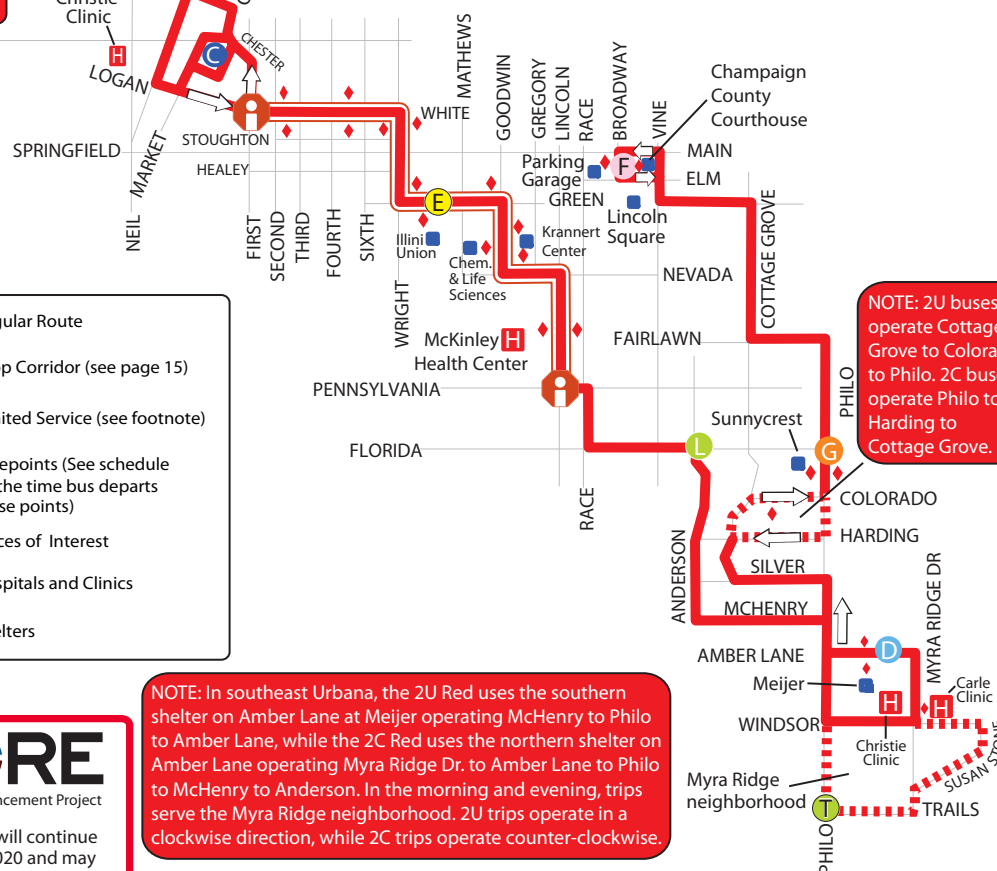 Clinic
H
LOGAN
C
CHESTER
STOUGHTON
SPRINGFIELD
HEALEY
MARKET
NEIL
FIRST
SECOND
THIRD
FOURTH
SIXTH
WRIGHT
WHITE
MATHEWS
GOODWIN
GREGORY
LINCOLN
RACE
BROADWAY
VINE
Champaign
County
Courthouse
MAIN
ELM
Parking
Garage
F
GREEN
Lincoln
Square
E
Illini
Union
Chem.
& Life
Sciences
Krannert
Center
NEVADA
COTTAGE GROVE
FAIRLAWN
McKinley H
Health Center
PENNSYLVANIA
FLORIDA
RACE
L
Sunnycrest
G
PHILO
NOTE: 2U buses
operate Cottage
Grove to Colora
to Philo. 2C bus
operate Philo to
Harding to
Cottage Grove.
COLORADO
HARDING
ANDERSON
SILVER
MCHENRY
AMBER LANE
D
MYRA RIDGE DR
Meijer
H
H
Carle
Clinic
WINDSOR
Christie
Clinic
SUSAN
Myra Ridge
neighborhood
T
TRAILS
PHILO
gular Route
p Corridor (see page 15)
ited Service (see footnote)
epoints (See schedule
the time bus departs
se points)
ces of Interest
spitals and Clinics
elters
NOTE: In southeast Urbana, the 2U Red uses the southern
shelter on Amber Lane at Meijer operating McHenry to Philo
to Amber Lane, while the 2C Red uses the northern shelter on
Amber Lane operating Myra Ridge Dr. to Amber Lane to Philo
to McHenry to Anderson. In the morning and evening, trips
serve the Myra Ridge neighborhood. 2U trips operate in a
clockwise direction, while 2C trips operate counter-clockwise.
RE
ncement Project
will continue
020 and may